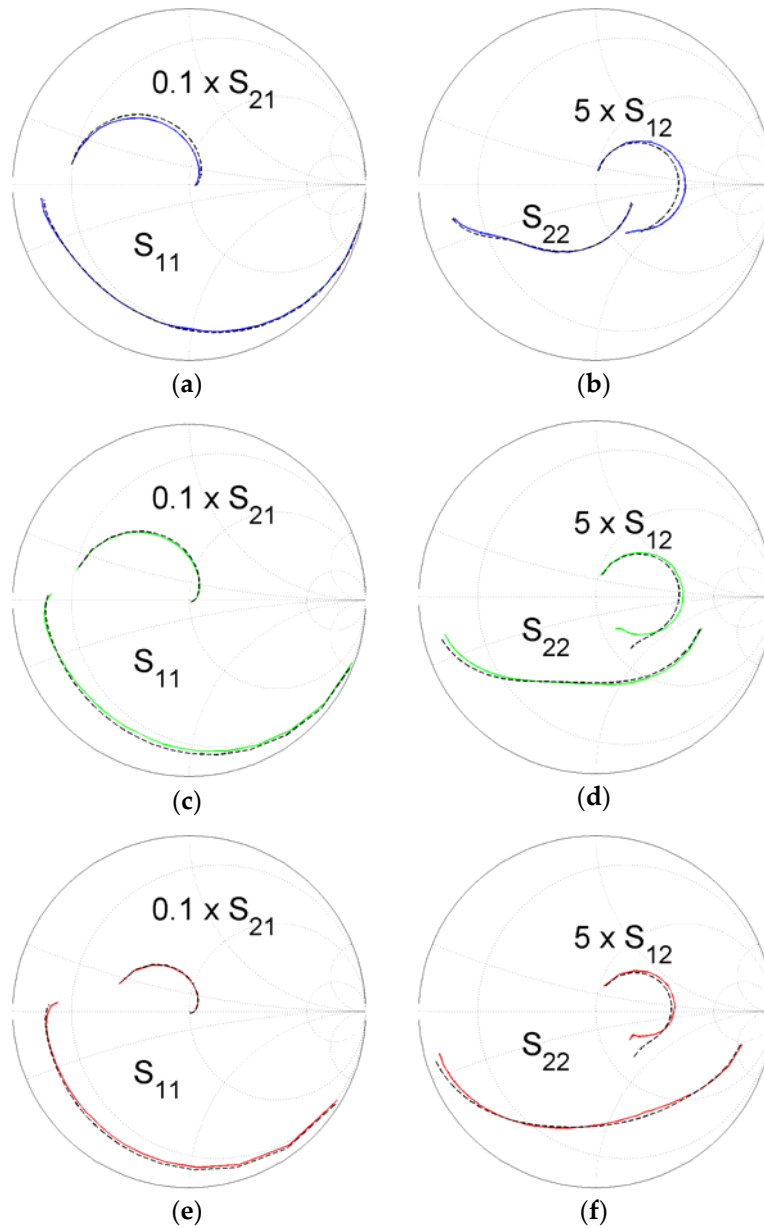 0.1 x S21
S11
(a)
5 x S12
S22
(b)
0.1 x S21
S11
(c)
5 x S12
S22
(d)
0.1 x S21
S11
(e)
5 x S12
S22
(f)